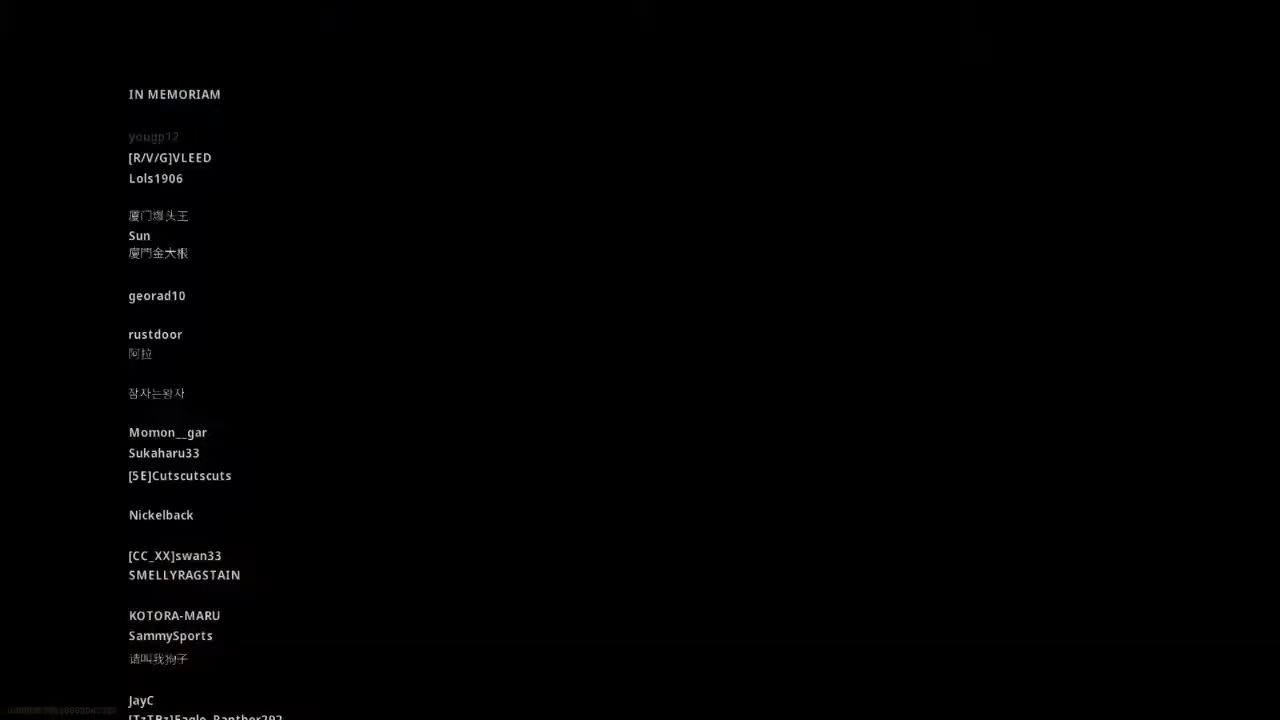 IN MEMORIAM
yougp12
[R/V/G]VLEED
Lols1906
厦门爆头王
Sun
廈門金大根
georad10
rustdoor
阿拉
잠자는왕자
Momon__gar
Sukaharu33
[5E]Cutscutscuts
Nickelback
[CC_XX]swan33
SMELLYRAGSTAIN
KOTORA-MARU
SammySports
请叫我狗子
JayC
[TzTBz]Eagle_Panther292